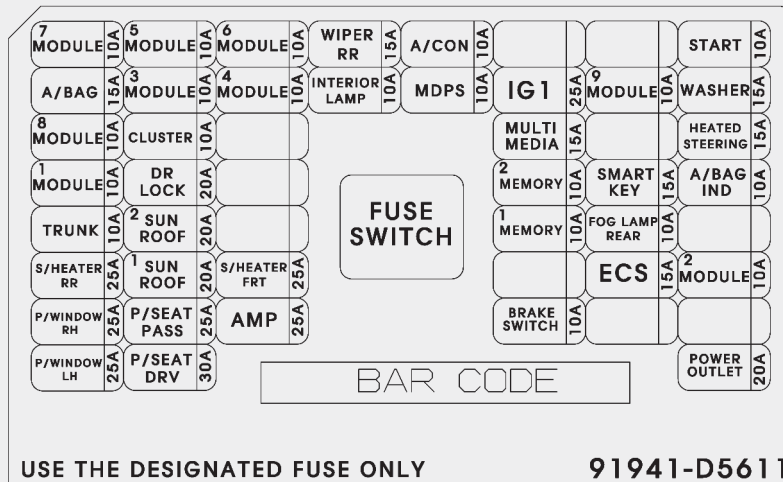 7 MODULE 10A 5 MODULE 10A 6 MODULE 10A WIPER RR 15A A/CON 10A START 10A
A/BAG 15A 3 MODULE 10A 4 MODULE 10A INTERIOR LAMP 10A MDPS 10A IG1 25A 9 MODULE 10A WASHER 15A
8 MODULE 10A CLUSTER 10A MULTI MEDIA 15A HEATED STEERING 15A
1 MODULE 10A DR LOCK 20A 2 MEMORY 10A SMART KEY 15A A/BAG IND 10A
TRUNK 10A 2 SUN ROOF 20A 1 MEMORY 10A FOG LAMP REAR 10A
FUSE
SWITCH
S/HEATER RR 25A 1 SUN ROOF 20A S/HEATER FRT 25A ECS 15A 2 MODULE 10A
P/WINDOW RH 25A P/SEAT PASS 25A AMP 25A BRAKE SWITCH 10A
P/WINDOW LH 25A P/SEAT DRV 30A POWER OUTLET 20A
BAR CODE
USE THE DESIGNATED FUSE ONLY 91941-D5611